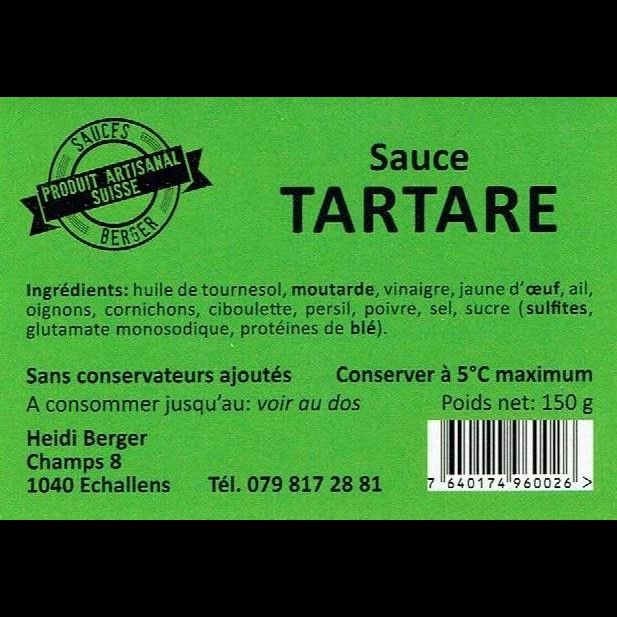 SAUCES
PRODUIT ARTISANAL
SUISSE
BERGER
Sauce
TARTARE
Ingrédients: huile de tournesol, moutarde, vinaigre, jaune d'œuf, ail,
oignons, cornichons, ciboulette, persil, poivre, sel, sucre (sulfites,
glutamate monosodique, protéines de blé).
Sans conservateurs ajoutés Conserver à 5°C maximum
A consommer jusqu'au: voir au dos Poids net: 150 g
Heidi Berger
Champs 8
1040 Echallens Tél. 079 817 28 81
7 640174 960026 >